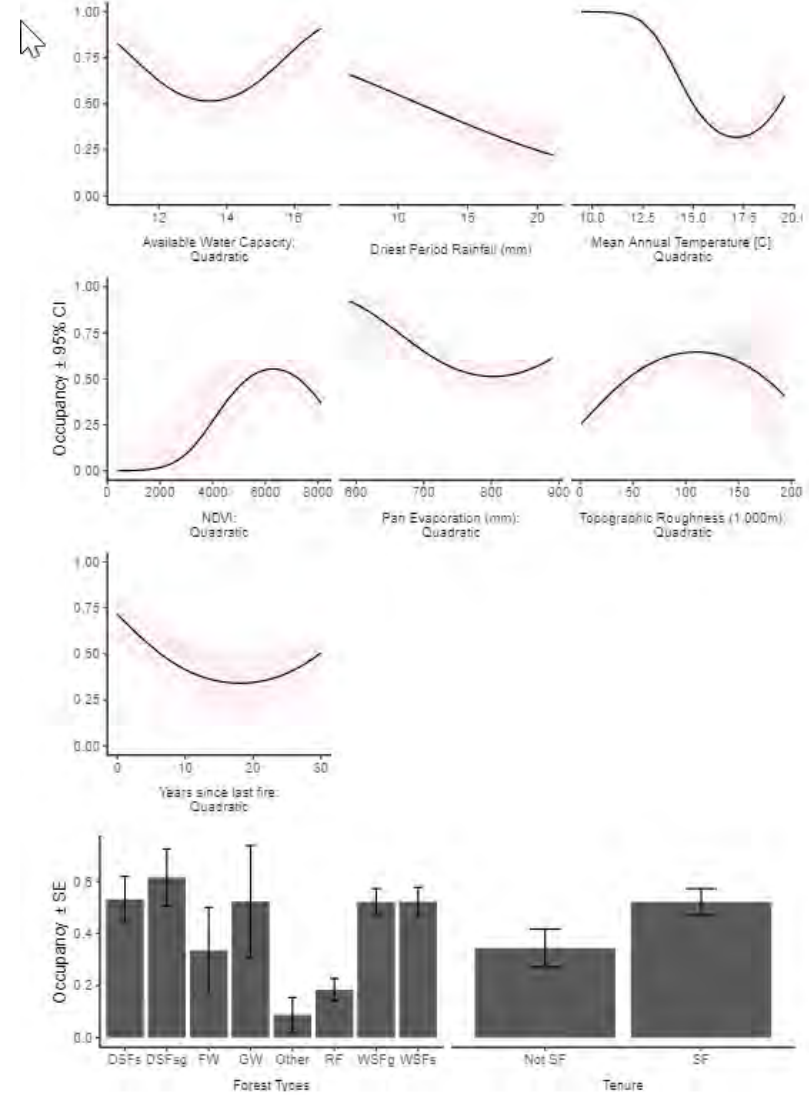 1.00
0.75
0.50
0.25
0.00
12 14 16
10 15 20
10.0 12.5 15.0 17.5 20.
Available Water Capacity:
Quadratic
Driest Period Rainfall (mm)
Mean Annual Temperature [C]:
Quadratic
Occupancy ± 95% CI
1.00
0.75
0.50
0.25
0.00
0 2000 4000 6000 8000
600 700 800 900
0 50 100 150 200
NDVI:
Quadratic
Pan Evaporation (mm):
Quadratic
Topographic Roughness (1,000m):
Quadratic
1.00
0.75
0.50
0.25
0.00
0 10 20 30
Years since last fire:
Quadratic
Occupancy ± SE
0.6
0.4
0.2
0.0
DSFs DSFsg FW GW Other RF WSFg WSFs
Not SF SF
Forest Types
Tenure